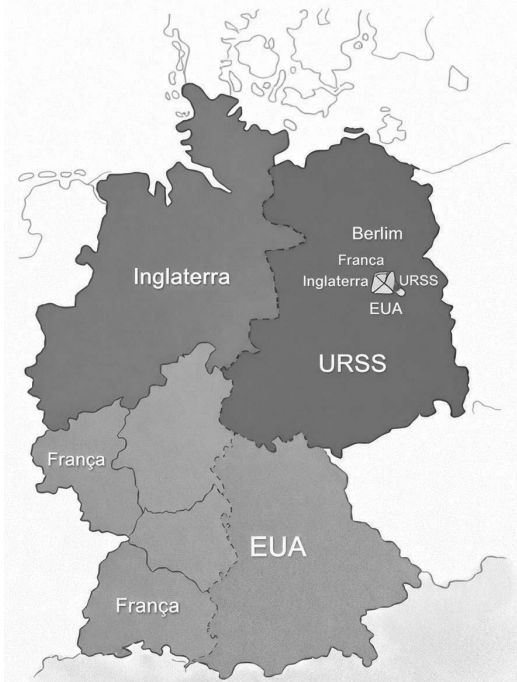 Berlim
Franca
Inglaterra
Inglaterra
URSS
EUA
URSS
França
EUA
França